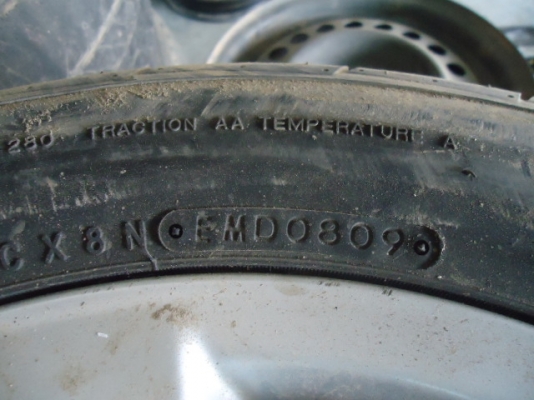 280 TRACTION AA TEMPERATURE A
CX8N EMD0809